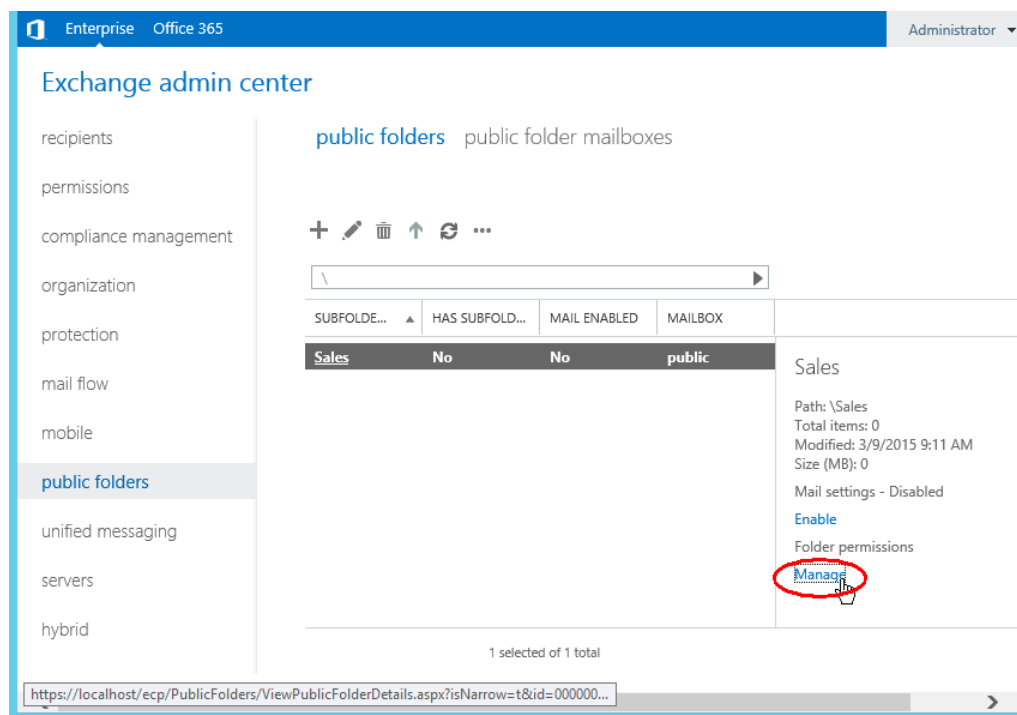 Enterprise Office 365 Administrator
Exchange admin center
recipients
permissions
compliance management
organization
protection
mail flow
mobile
public folders
unified messaging
servers
hybrid
public folders public folder mailboxes
\
SUBFOLDE... HAS SUBFOLD... MAIL ENABLED MAILBOX
Sales No No public
Sales
Path: \Sales
Total items: 0
Modified: 3/9/2015 9:11 AM
Size (MB): 0
Mail settings - Disabled
Enable
Folder permissions
Manage
1 selected of 1 total
https://localhost/ecp/PublicFolders/ViewPublicFolderDetails.aspx?isNarrow=t&id=000000...